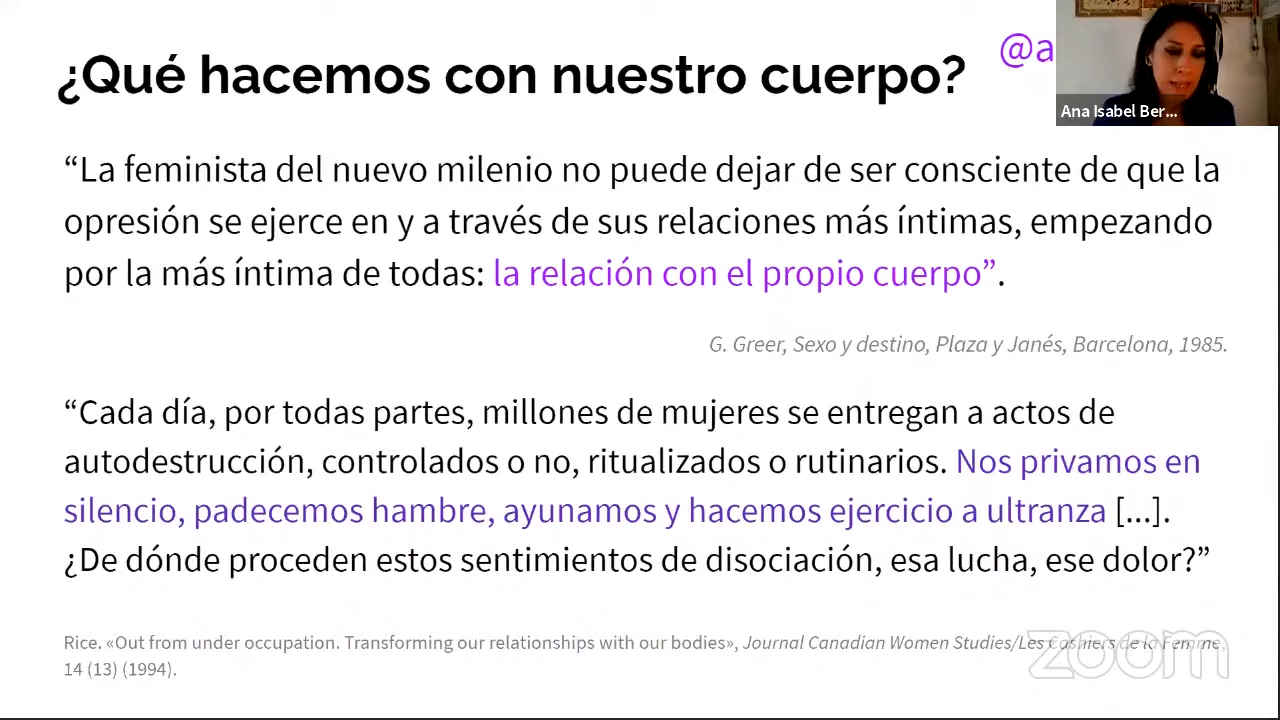 ¿Qué hacemos con nuestro cuerpo?
@a
Ana Isabel Ber...
“La feminista del nuevo milenio no puede dejar de ser consciente de que la
opresión se ejerce en y a través de sus relaciones más íntimas, empezando
por la más íntima de todas: la relación con el propio cuerpo”.
G. Greer, Sexo y destino, Plaza y Janés, Barcelona, 1985.
“Cada día, por todas partes, millones de mujeres se entregan a actos de
autodestrucción, controlados o no, ritualizados o rutinarios. Nos privamos en
silencio, padecemos hambre, ayunamos y hacemos ejercicio a ultranza [...].
¿De dónde proceden estos sentimientos de disociación, esa lucha, ese dolor?”
Rice. «Out from under occupation. Transforming our relationships with our bodies», Journal Canadian Women Studies/Les Cashiers de la Femme,
14 (13) (1994).
zoom